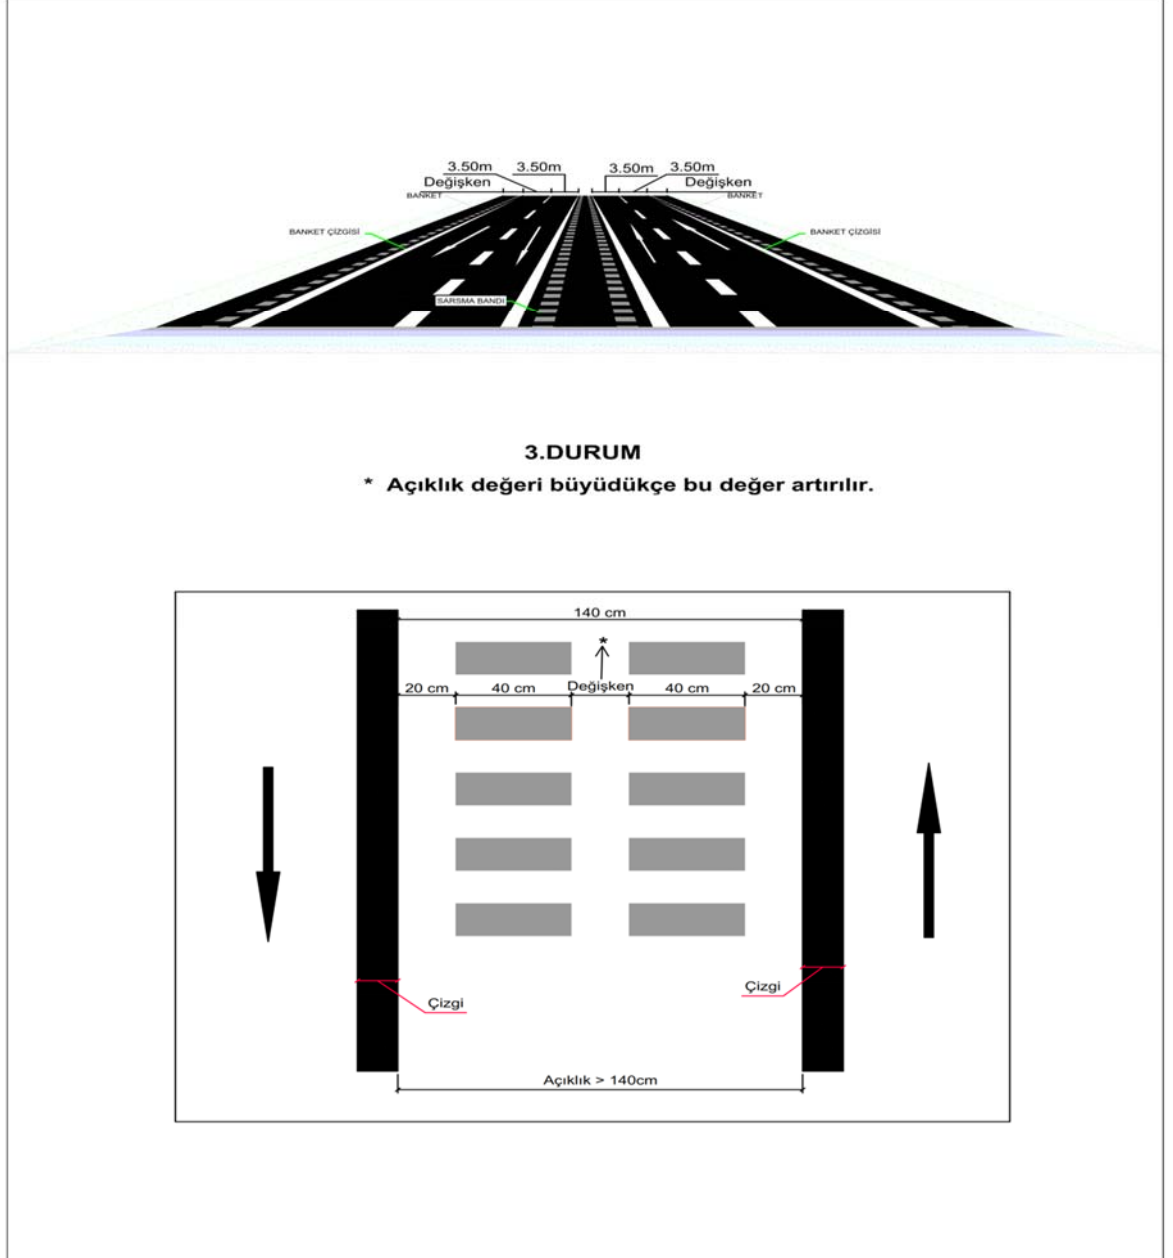 3.50m 3.50m 3.50m 3.50m
Değişken Değişken
BANKET BANKET
BANKET ÇİZGİSİ BANKET ÇİZGİSİ
SARSMA BANDI
3.DURUM
* Açıklık değeri büyüdükçe bu değer artırılır.
140 cm
*
20 cm 40 cm Değişken 40 cm 20 cm
Çizgi
Çizgi
Açıklık > 140cm